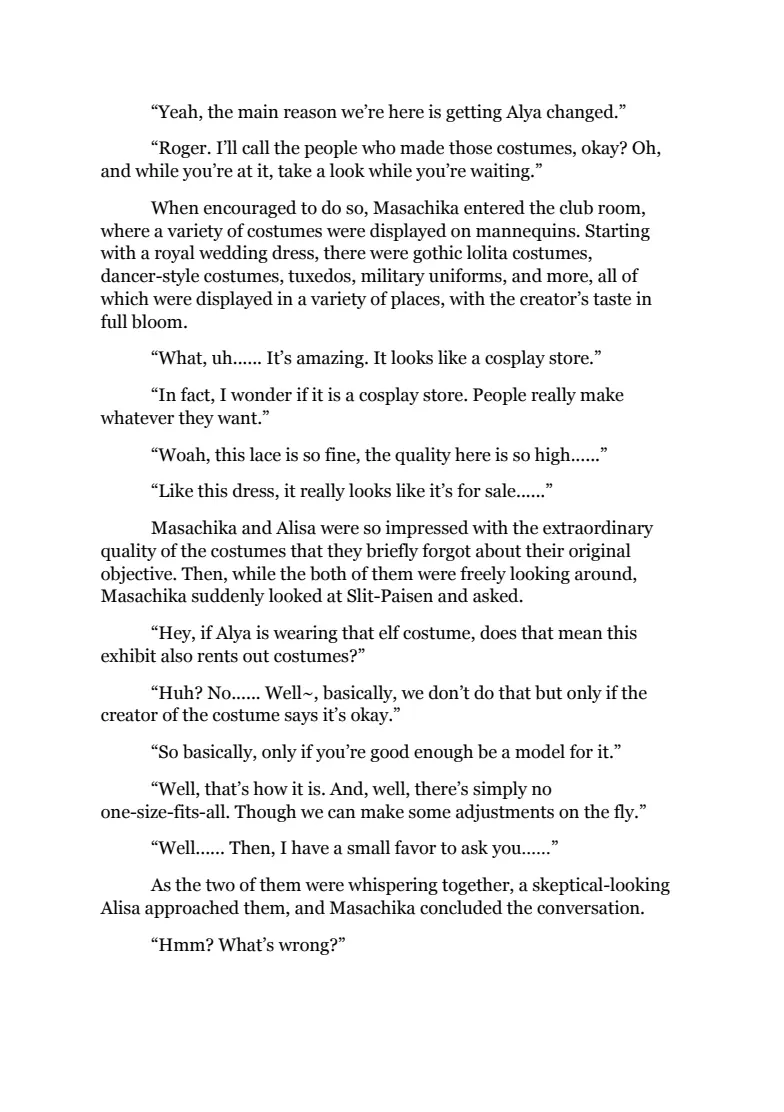 “Yeah, the main reason we’re here is getting Alya changed.”
“Roger. I’ll call the people who made those costumes, okay? Oh,
and while you’re at it, take a look while you’re waiting.”
When encouraged to do so, Masachika entered the club room,
where a variety of costumes were displayed on mannequins. Starting
with a royal wedding dress, there were gothic lolita costumes,
dancer-style costumes, tuxedos, military uniforms, and more, all of
which were displayed in a variety of places, with the creator’s taste in
full bloom.
“What, uh...... It’s amazing. It looks like a cosplay store.”
“In fact, I wonder if it is a cosplay store. People really make
whatever they want.”
“Woah, this lace is so fine, the quality here is so high......”
“Like this dress, it really looks like it’s for sale......”
Masachika and Alisa were so impressed with the extraordinary
quality of the costumes that they briefly forgot about their original
objective. Then, while the both of them were freely looking around,
Masachika suddenly looked at Slit-Paisen and asked.
“Hey, if Alya is wearing that elf costume, does that mean this
exhibit also rents out costumes?”
“Huh? No...... Well~, basically, we don’t do that but only if the
creator of the costume says it’s okay.”
“So basically, only if you’re good enough be a model for it.”
“Well, that’s how it is. And, well, there’s simply no
one-size-fits-all. Though we can make some adjustments on the fly.”
“Well...... Then, I have a small favor to ask you......”
As the two of them were whispering together, a skeptical-looking
Alisa approached them, and Masachika concluded the conversation.
“Hmm? What’s wrong?”